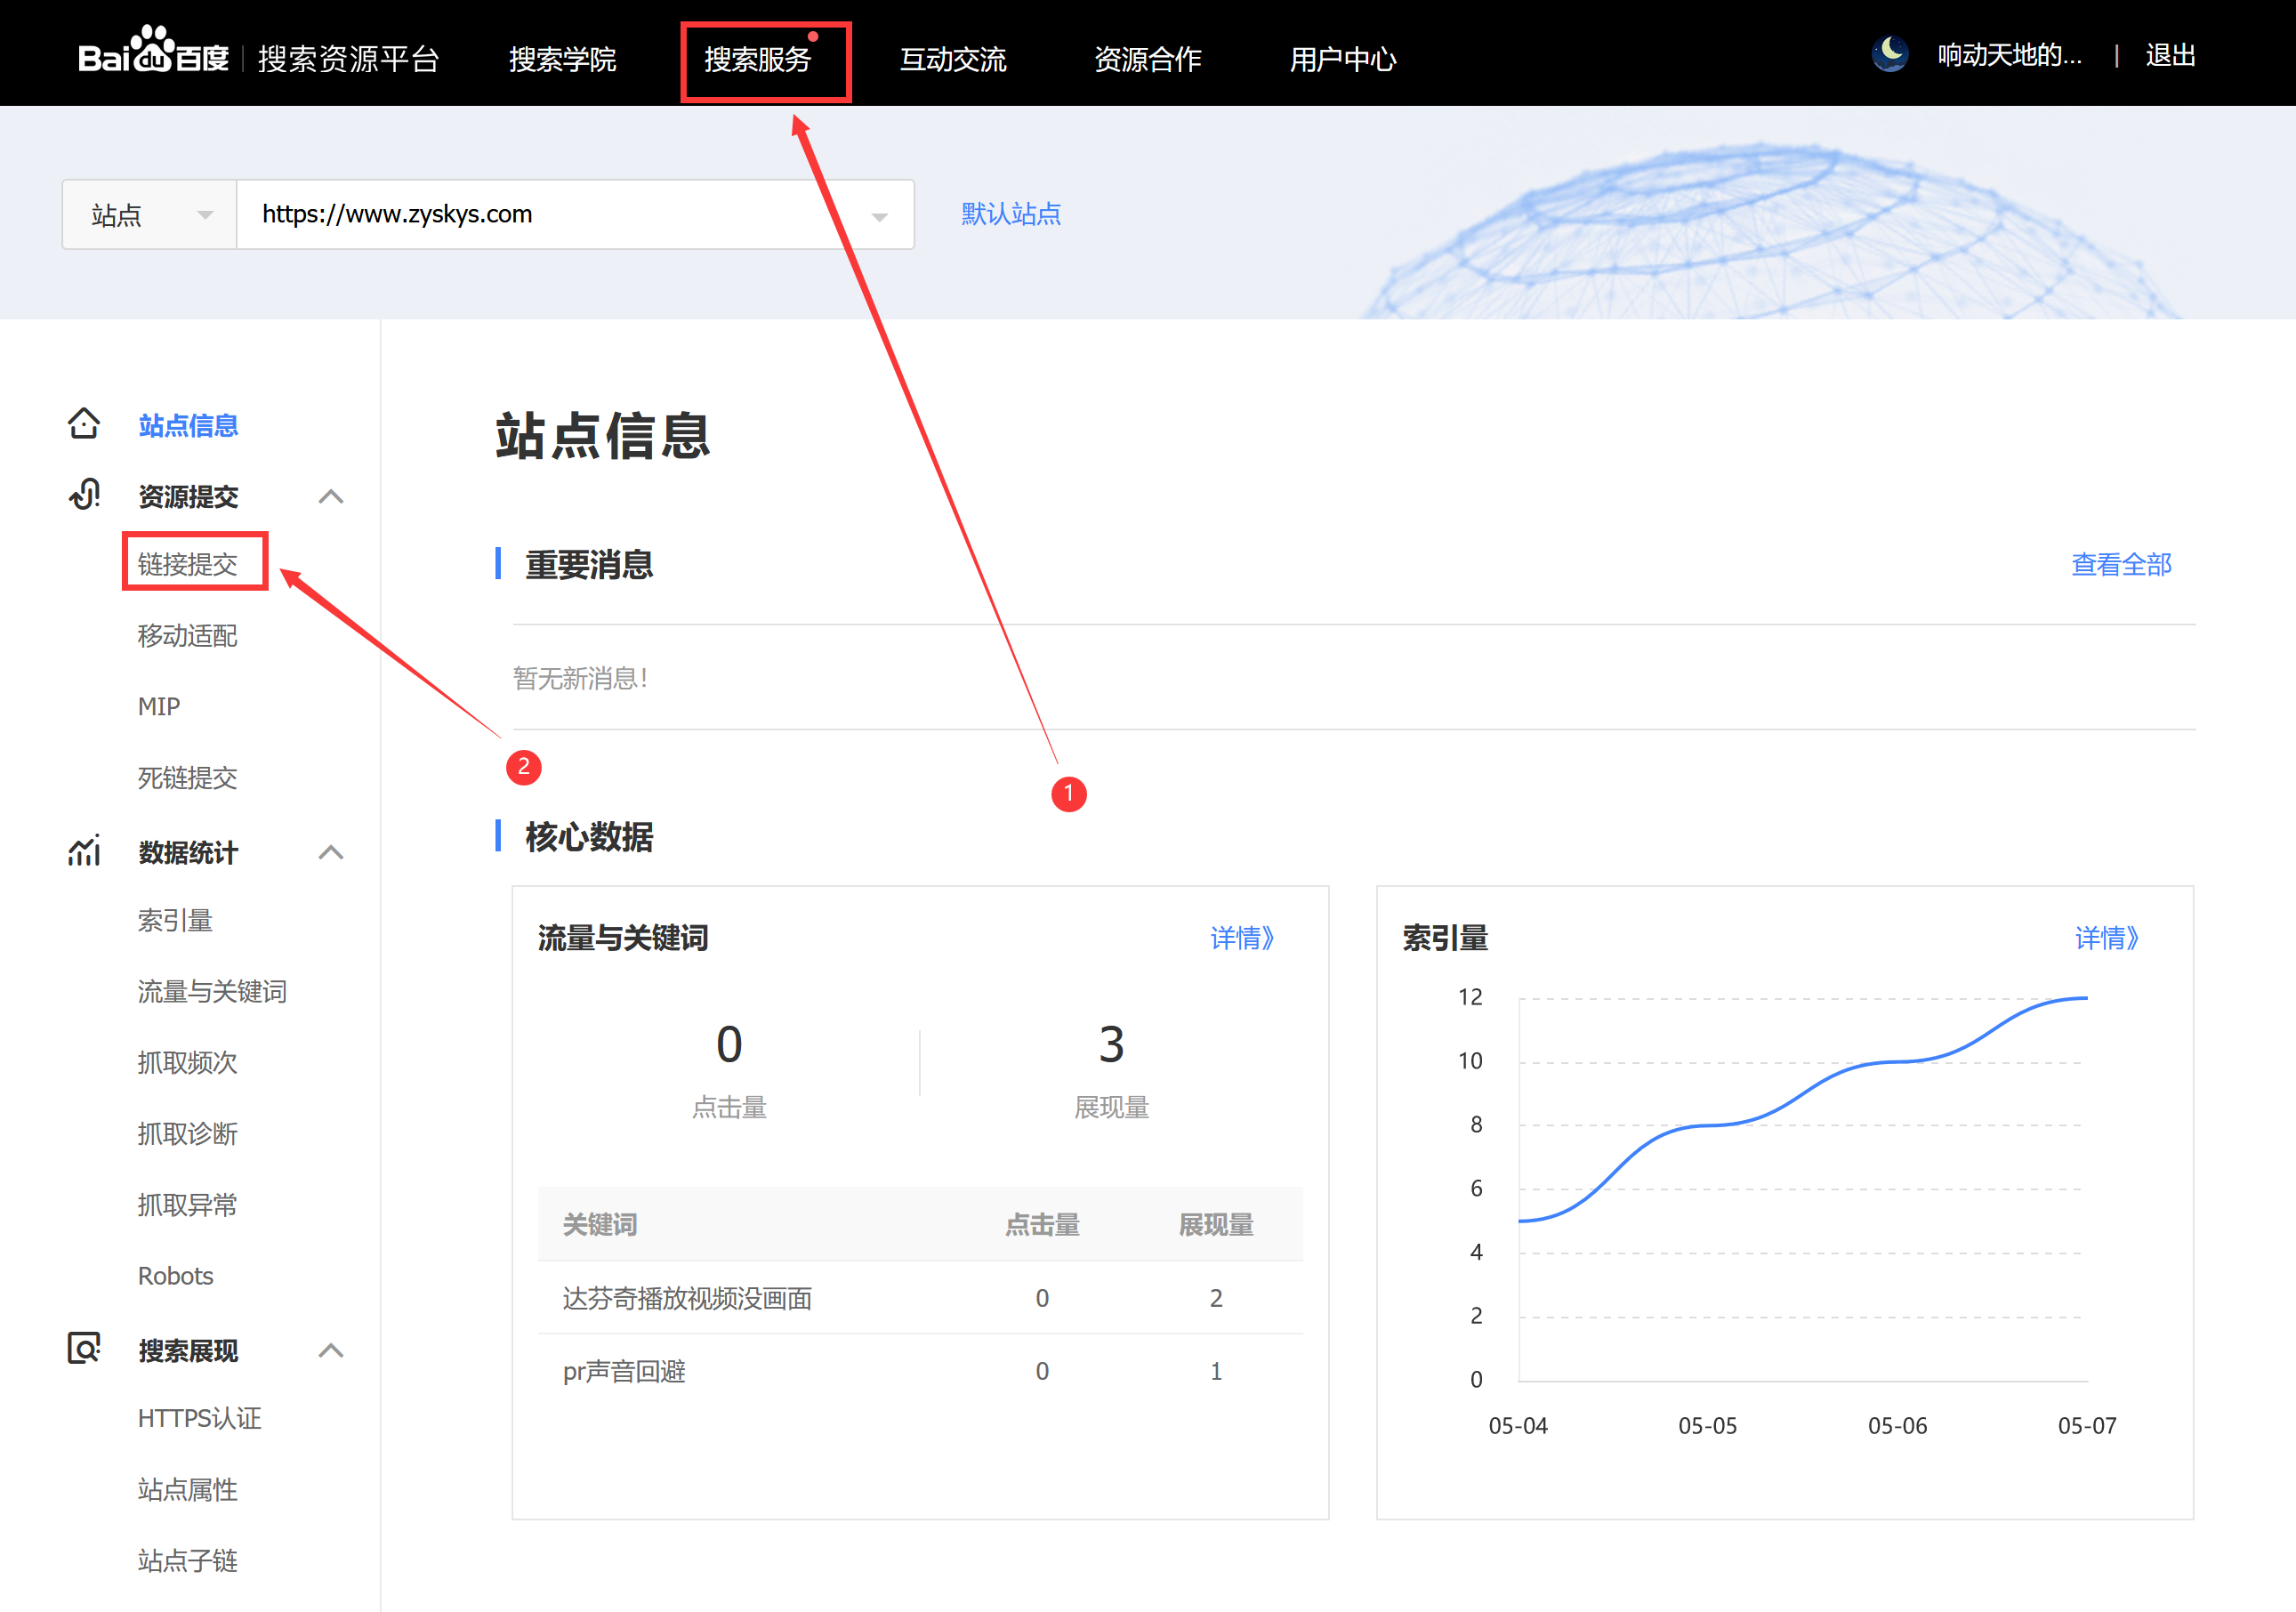 Baidu百度 | 搜索资源平台 搜索学院 搜索服务 互动交流 资源合作 用户中心 响动天地的... | 退出
站点 https://www.zyskys.com 默认站点
站点信息
资源提交
链接提交
移动适配
MIP
死链提交
数据统计
索引量
流量与关键词
抓取频次
抓取诊断
抓取异常
Robots
搜索展现
HTTPS认证
站点属性
站点子链
站点信息
重要消息 查看全部
暂无新消息!
2
1
核心数据
流量与关键词 详情》
0 3
点击量 展现量
关键词 点击量 展现量
达芬奇播放视频没画面 0 2
pr声音回避 0 1
索引量 详情》
12
10
8
6
4
2
0
05-04 05-05 05-06 05-07